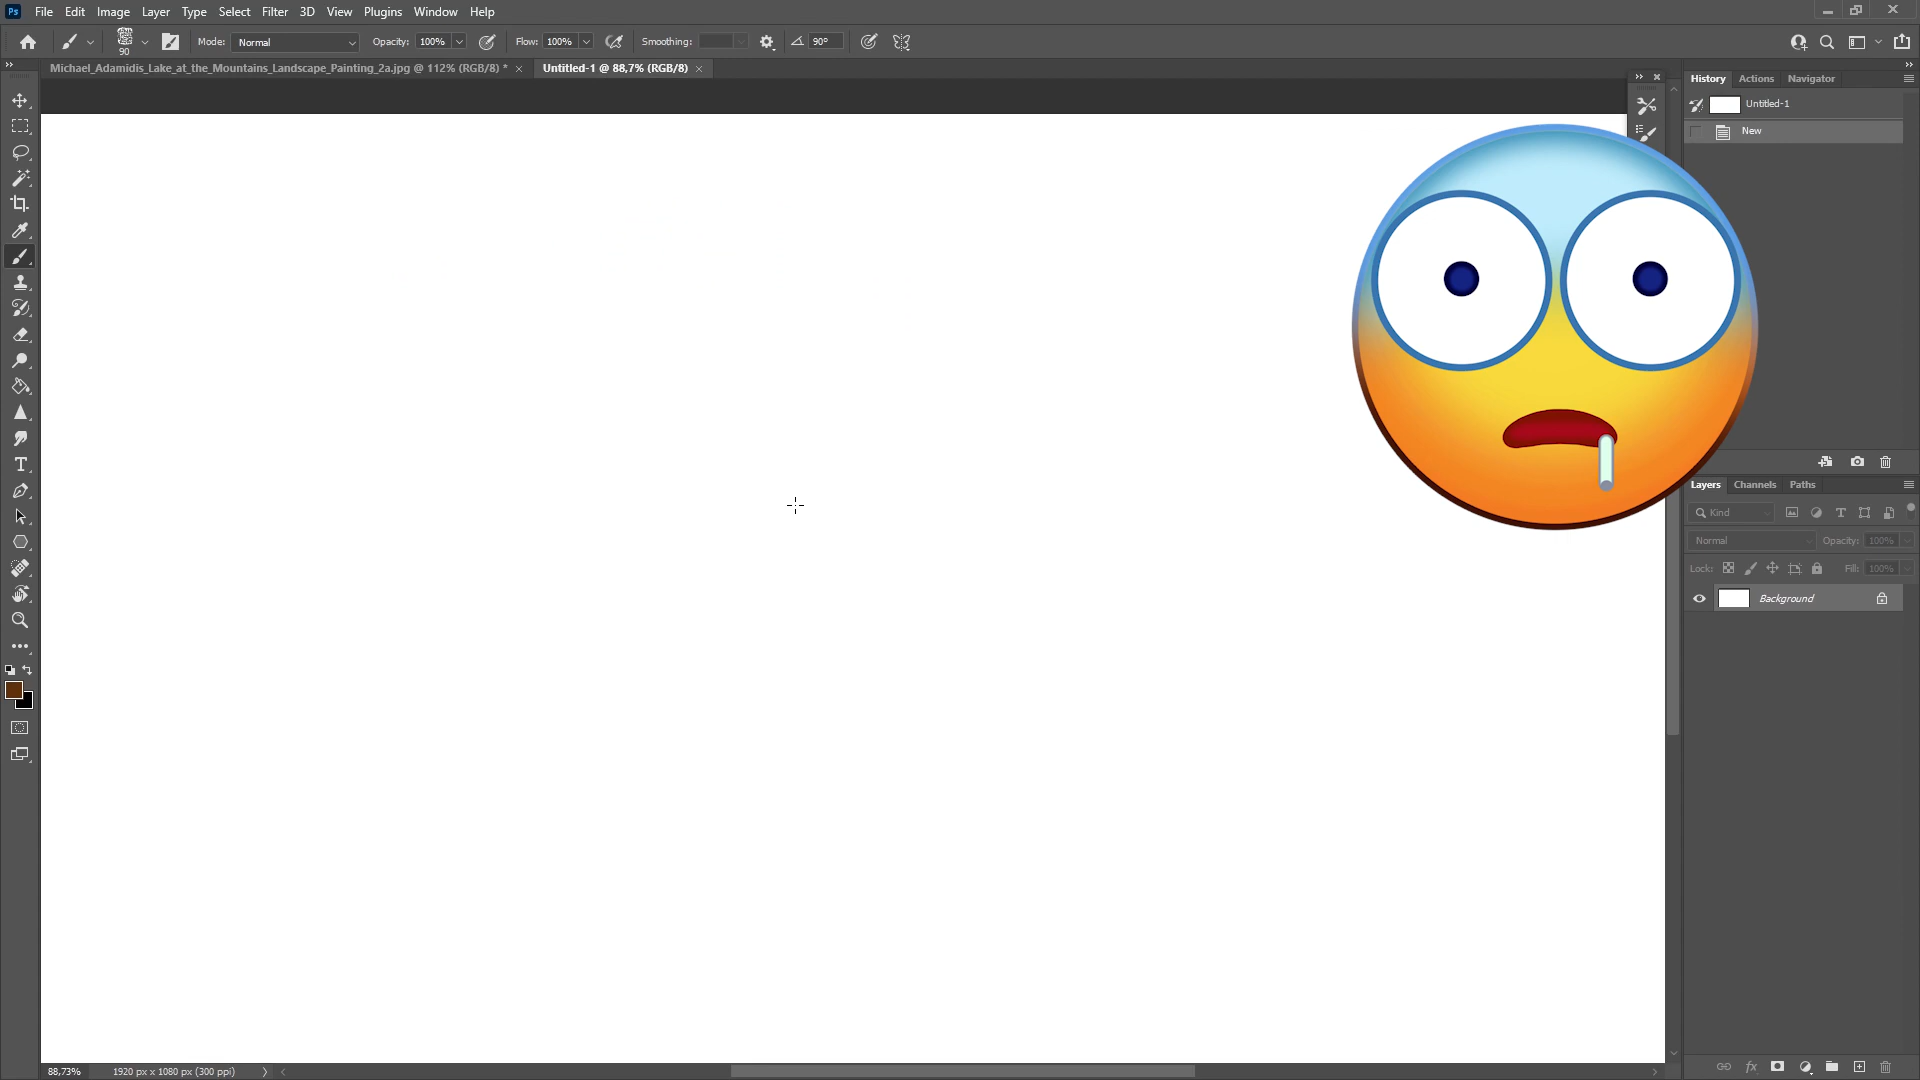 Ps File Edit Image Layer Type Select Filter 3D View Plugins Window Help
90 Mode: Normal Opacity: 100% Flow: 100% Smoothing: 90°
Michael_Adamidis_Lake_at_the_Mountains_Landscape_Painting_2a.jpg @ 112% (RGB/8) * × Untitled-1 @ 88,7% (RGB/8) ×
History Actions Navigator
Untitled-1
New
Layers Channels Paths
Kind
Normal Opacity: 100%
Lock: Fill: 100%
Background
88,73% 1920 px x 1080 px (300 ppi)